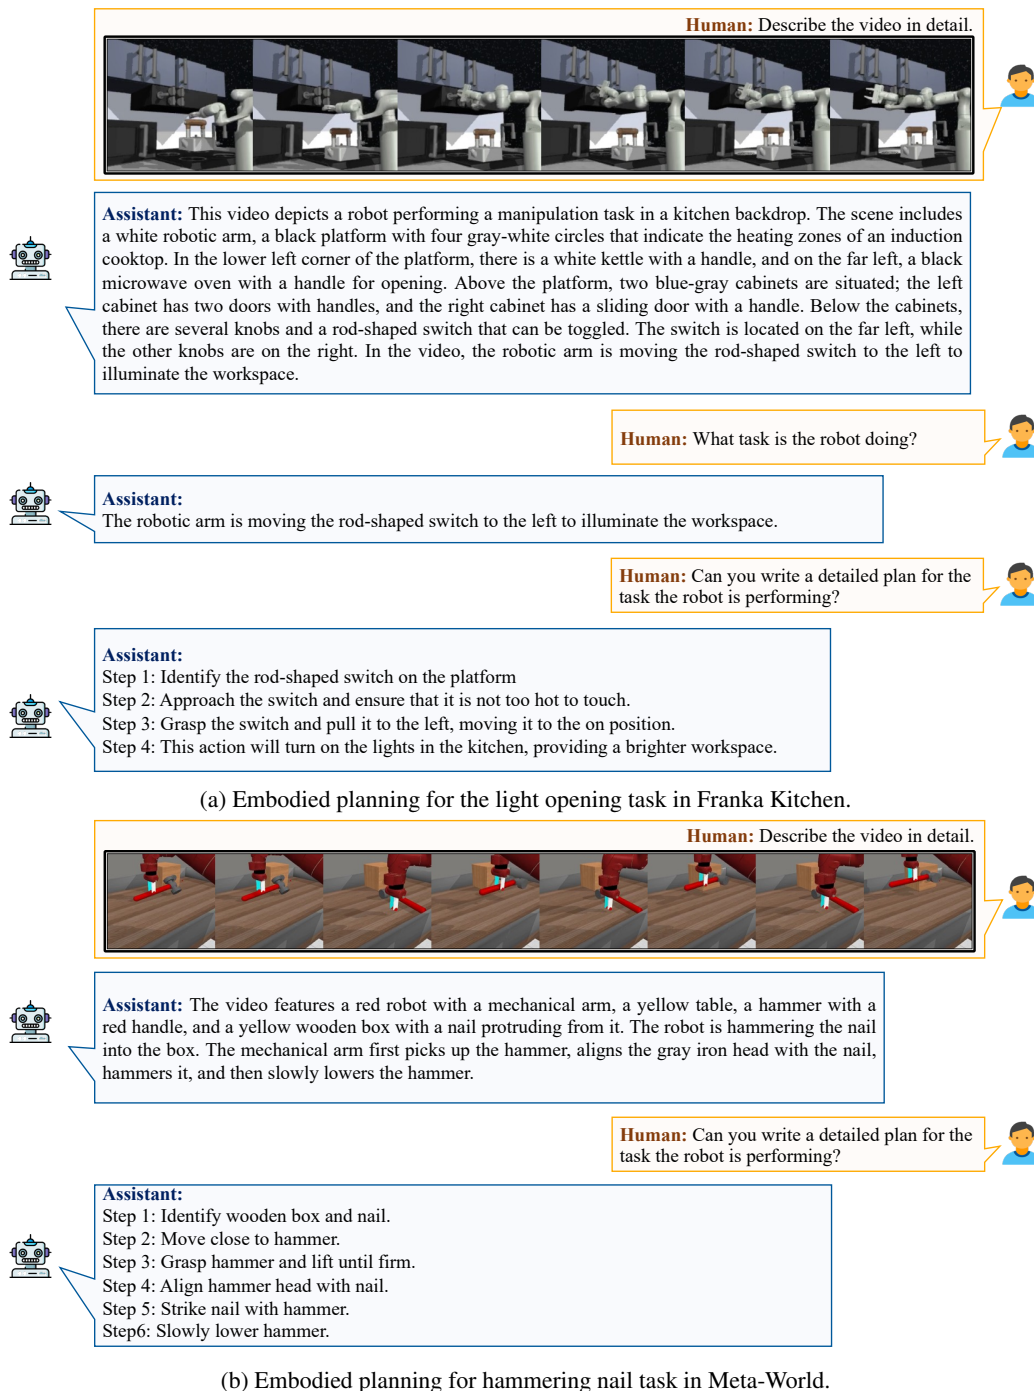 Human: Describe the video in detail.
Assistant: This video depicts a robot performing a manipulation task in a kitchen backdrop. The scene includes
a white robotic arm, a black platform with four gray-white circles that indicate the heating zones of an induction
cooktop. In the lower left corner of the platform, there is a white kettle with a handle, and on the far left, a black
microwave oven with a handle for opening. Above the platform, two blue-gray cabinets are situated; the left
cabinet has two doors with handles, and the right cabinet has a sliding door with a handle. Below the cabinets,
there are several knobs and a rod-shaped switch that can be toggled. The switch is located on the far left, while
the other knobs are on the right. In the video, the robotic arm is moving the rod-shaped switch to the left to
illuminate the workspace.
Human: What task is the robot doing?
Assistant:
The robotic arm is moving the rod-shaped switch to the left to illuminate the workspace.
Human: Can you write a detailed plan for the
task the robot is performing?
Assistant:
Step 1: Identify the rod-shaped switch on the platform
Step 2: Approach the switch and ensure that it is not too hot to touch.
Step 3: Grasp the switch and pull it to the left, moving it to the on position.
Step 4: This action will turn on the lights in the kitchen, providing a brighter workspace.
(a) Embodied planning for the light opening task in Franka Kitchen.
Human: Describe the video in detail.
Assistant: The video features a red robot with a mechanical arm, a yellow table, a hammer with a
red handle, and a yellow wooden box with a nail protruding from it. The robot is hammering the nail
into the box. The mechanical arm first picks up the hammer, aligns the gray iron head with the nail,
hammers it, and then slowly lowers the hammer.
Human: Can you write a detailed plan for the
task the robot is performing?
Assistant:
Step 1: Identify wooden box and nail.
Step 2: Move close to hammer.
Step 3: Grasp hammer and lift until firm.
Step 4: Align hammer head with nail.
Step 5: Strike nail with hammer.
Step6: Slowly lower hammer.
(b) Embodied planning for hammering nail task in Meta-World.